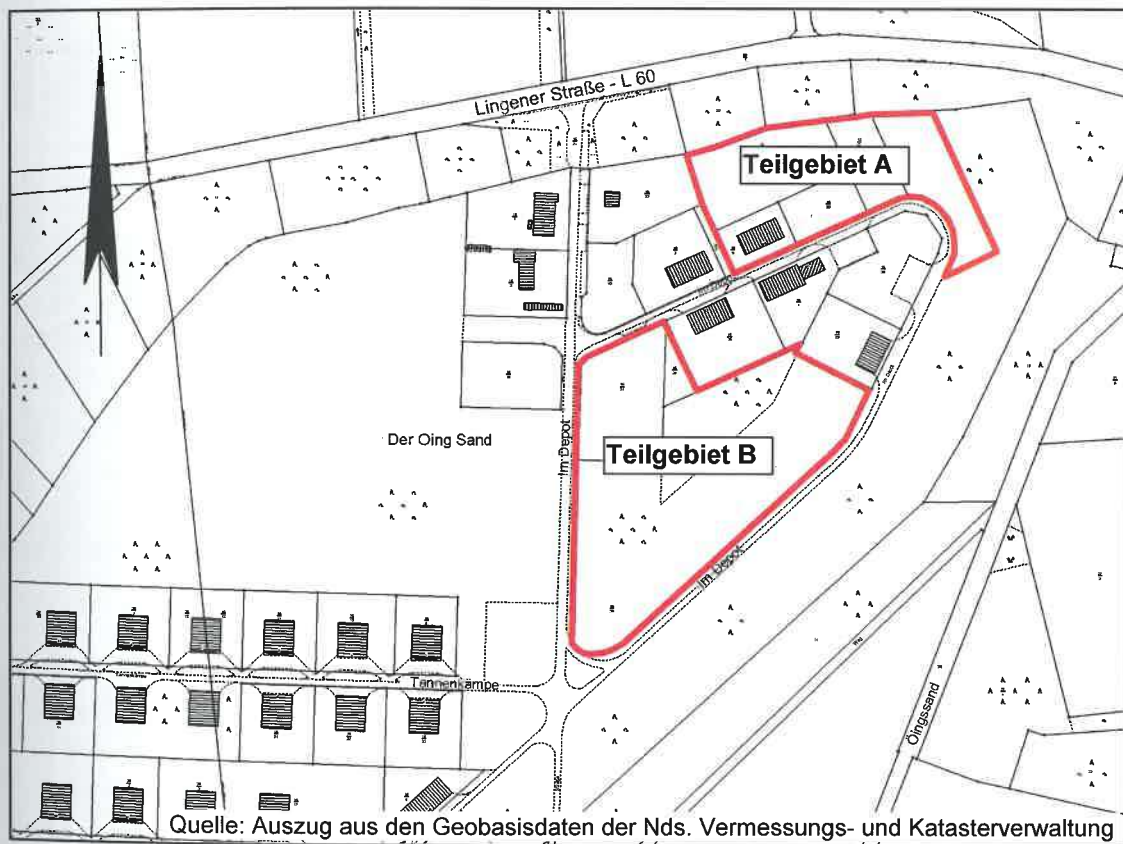 Lingener Straße - L 60
Teilgebiet A
Der Oing Sand
Im Depot
Teilgebiet B
Im Depot
Tannenkämpe
Öingssand
Quelle: Auszug aus den Geobasisdaten der Nds. Vermessungs- und Katasterverwaltung